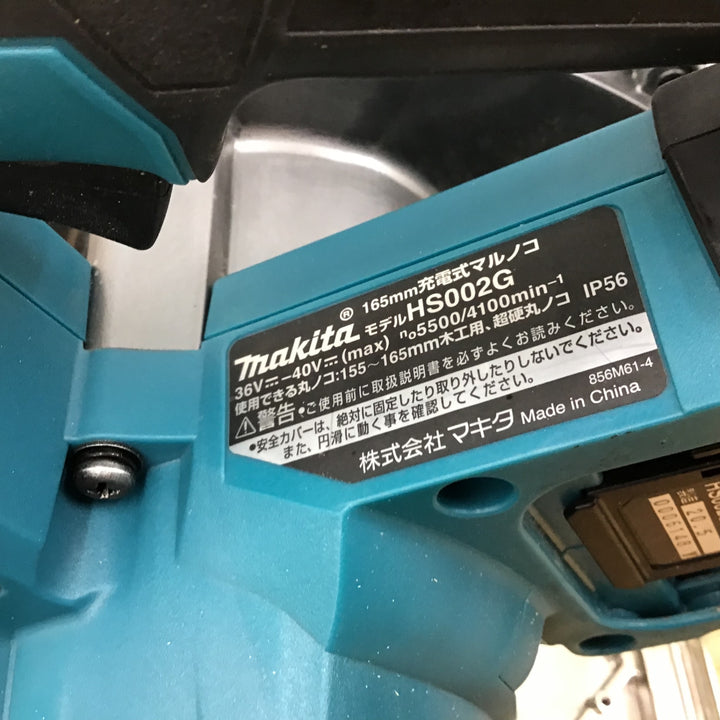 165mm充電式マルノコ
makita® モデルHS002G
36V⎓-40V⎓(max) n₀5500/4100min⁻¹ IP56
使用できる丸ノコ:155～165mm木工用、超硬丸ノコ
⚠警告 •ご使用前に取扱説明書を必ずよくお読みください。
•安全カバーは、絶対に固定したり取り外したりしないでください。
また、円滑に動く事を確認してください。
856M61-4
株式会社 マキタ Made in China
20.5